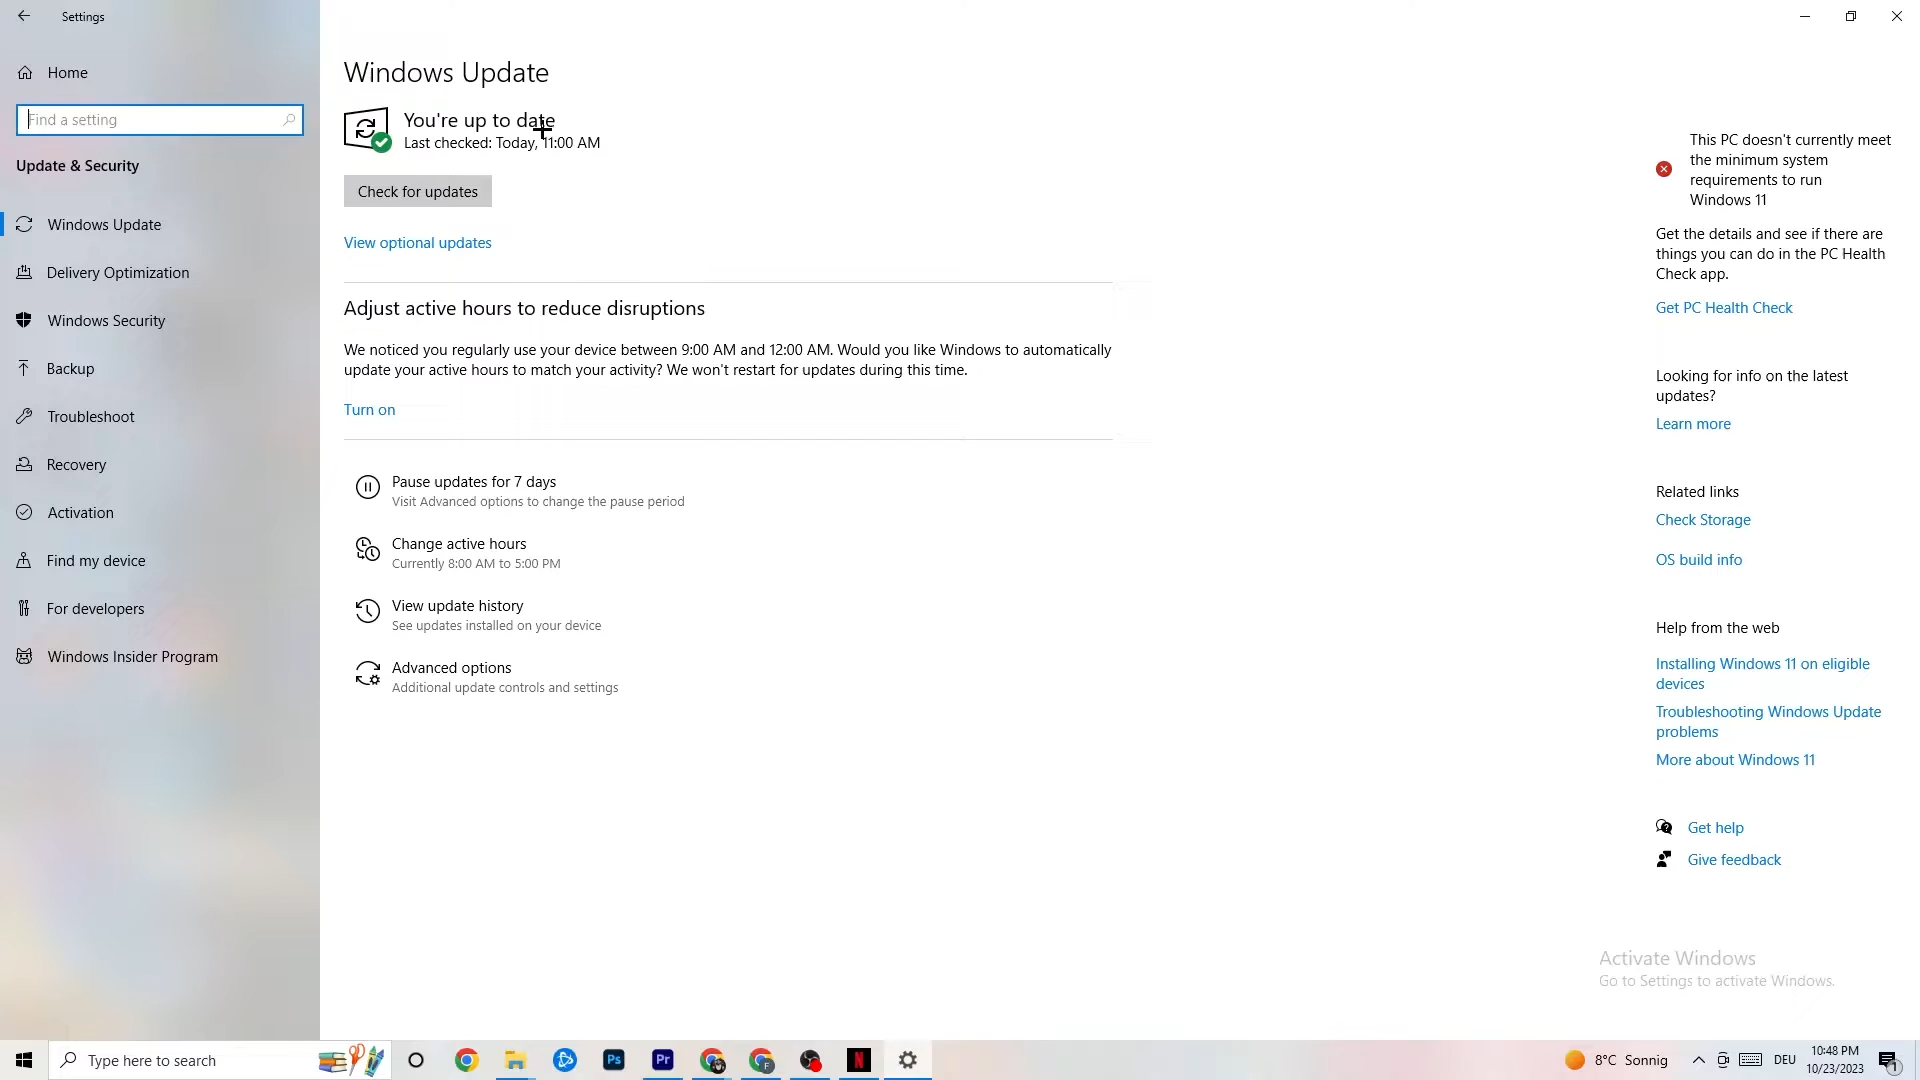 Settings
Home
Find a setting
Update & Security
Windows Update
Delivery Optimization
Windows Security
Backup
Troubleshoot
Recovery
Activation
Find my device
For developers
Windows Insider Program
Windows Update
You're up to date
Last checked: Today, 11:00 AM
Check for updates
View optional updates
Adjust active hours to reduce disruptions
We noticed you regularly use your device between 9:00 AM and 12:00 AM. Would you like Windows to automatically
update your active hours to match your activity? We won't restart for updates during this time.
Turn on
Pause updates for 7 days
Visit Advanced options to change the pause period
Change active hours
Currently 8:00 AM to 5:00 PM
View update history
See updates installed on your device
Advanced options
Additional update controls and settings
This PC doesn't currently meet
the minimum system
requirements to run
Windows 11
Get the details and see if there are
things you can do in the PC Health
Check app.
Get PC Health Check
Looking for info on the latest
updates?
Learn more
Related links
Check Storage
OS build info
Help from the web
Installing Windows 11 on eligible
devices
Troubleshooting Windows Update
problems
More about Windows 11
Get help
Give feedback
Activate Windows
Go to Settings to activate Windows.
Type here to search
Ps
Pr
F
N
8°C Sonnig
DEU
10:48 PM
10/23/2023
1